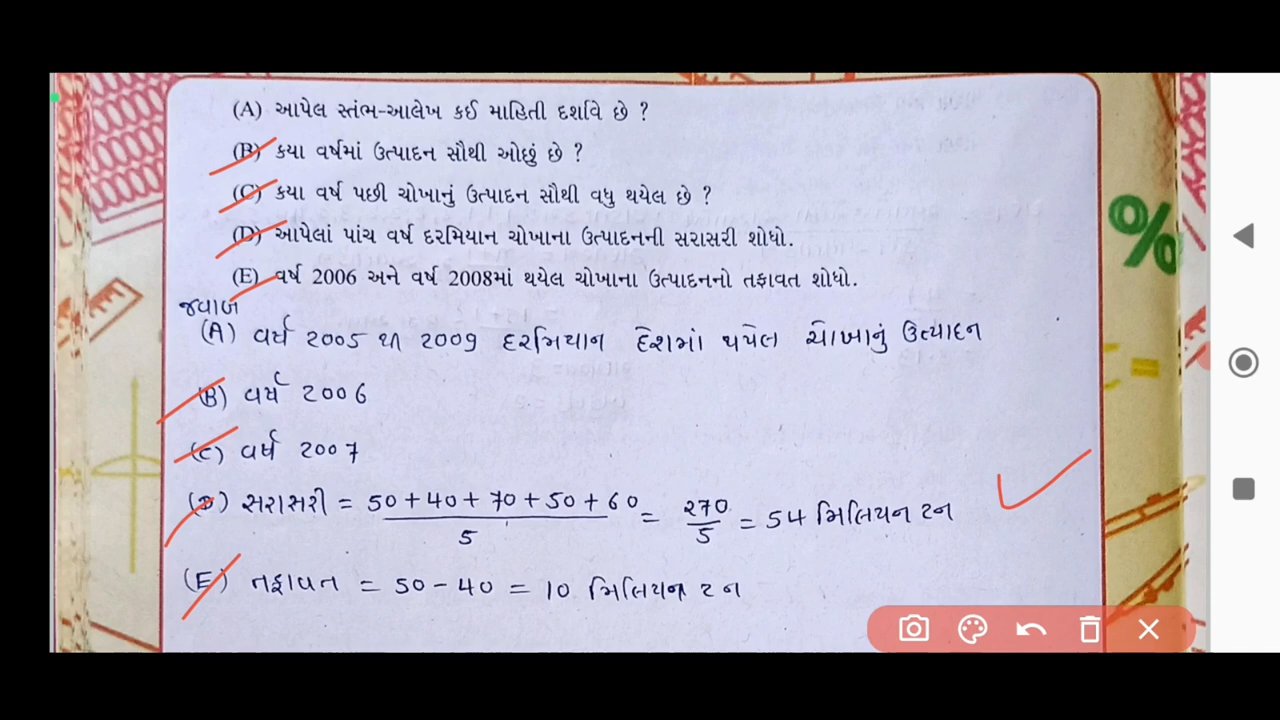 (A) આપેલ સ્તંભ-આલેખ કઈ માહિતી દર્શાવે છે ?
(B) કયા વર્ષમાં ઉત્પાદન સૌથી ઓછું છે ?
(C) કયા વર્ષ પછી ચોખાનું ઉત્પાદન સૌથી વધુ થયેલ છે ?
(D) આપેલાં પાંચ વર્ષ દરમિયાન ચોખાના ઉત્પાદનની સરાસરી શોધો.
(E) વર્ષ 2006 અને વર્ષ 2008માં થયેલ ચોખાના ઉત્પાદનનો તફાવત શોધો.
જવાબ
(A) વર્ષ 2005 થી 2009 દરમિયાન દેશમાં થયેલ ચોખાનું ઉત્પાદન
(B) વર્ષ 2006
(C) વર્ષ 2007
(D) સરાસરી = 50+40+70+50+60 / 5 = 270 / 5 = 54 મિલિયન ટન
(E) તફાવત = 50-40 = 10 મિલિયન ટન
%